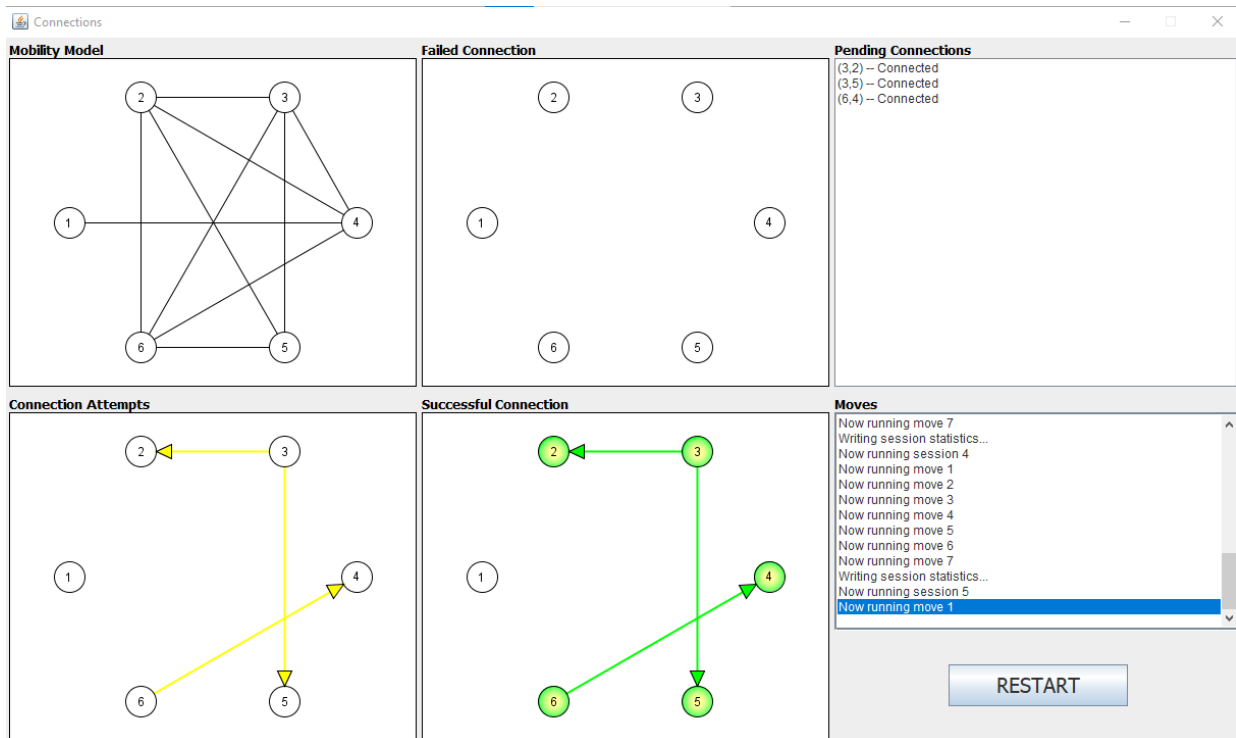 Connections
Mobility Model
2
3
1
4
6
5
Failed Connection
2
3
1
4
6
5
Pending Connections
(3,2) -- Connected
(3,5) -- Connected
(6,4) -- Connected
Connection Attempts
2
3
1
4
6
5
Successful Connection
2
3
1
4
6
5
Moves
Now running move 7
Writing session statistics...
Now running session 4
Now running move 1
Now running move 2
Now running move 3
Now running move 4
Now running move 5
Now running move 6
Now running move 7
Writing session statistics...
Now running session 5
Now running move 1
RESTART